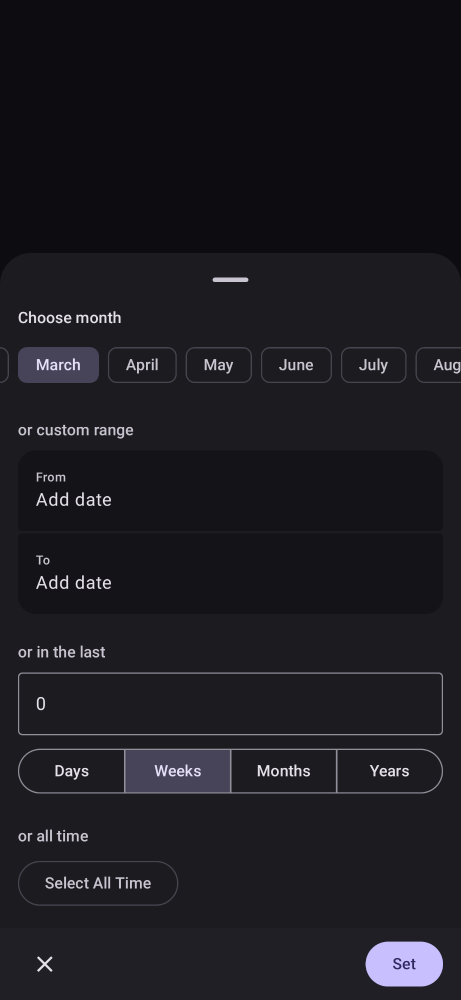 Choose month
March
April
May
June
July
Aug
or custom range
From
Add date
To
Add date
or in the last
0
Days
Weeks
Months
Years
or all time
Select All Time
Set